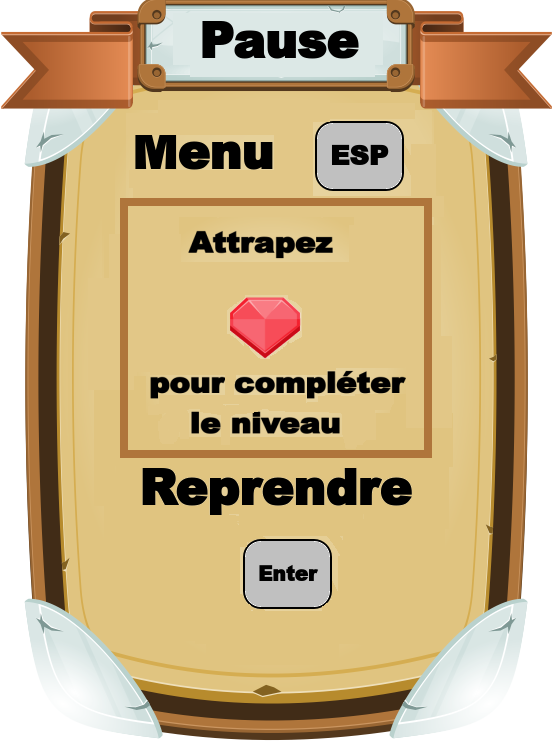 Pause
Menu ESP
Attrapez
pour compléter
le niveau
Reprendre
Enter